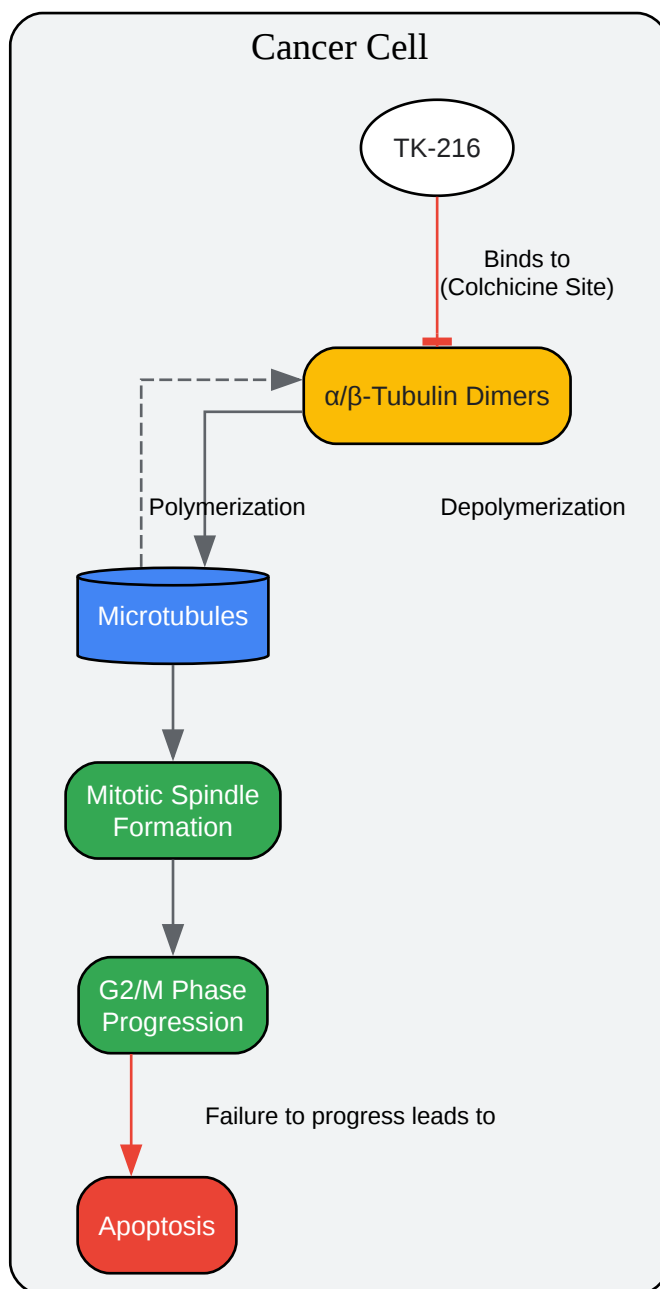 Cancer Cell
TK-216
Binds to
(Colchicine Site)
α/β-Tubulin Dimers
Polymerization
Depolymerization
Microtubules
Mitotic Spindle
Formation
G2/M Phase
Progression
Failure to progress leads to
Apoptosis